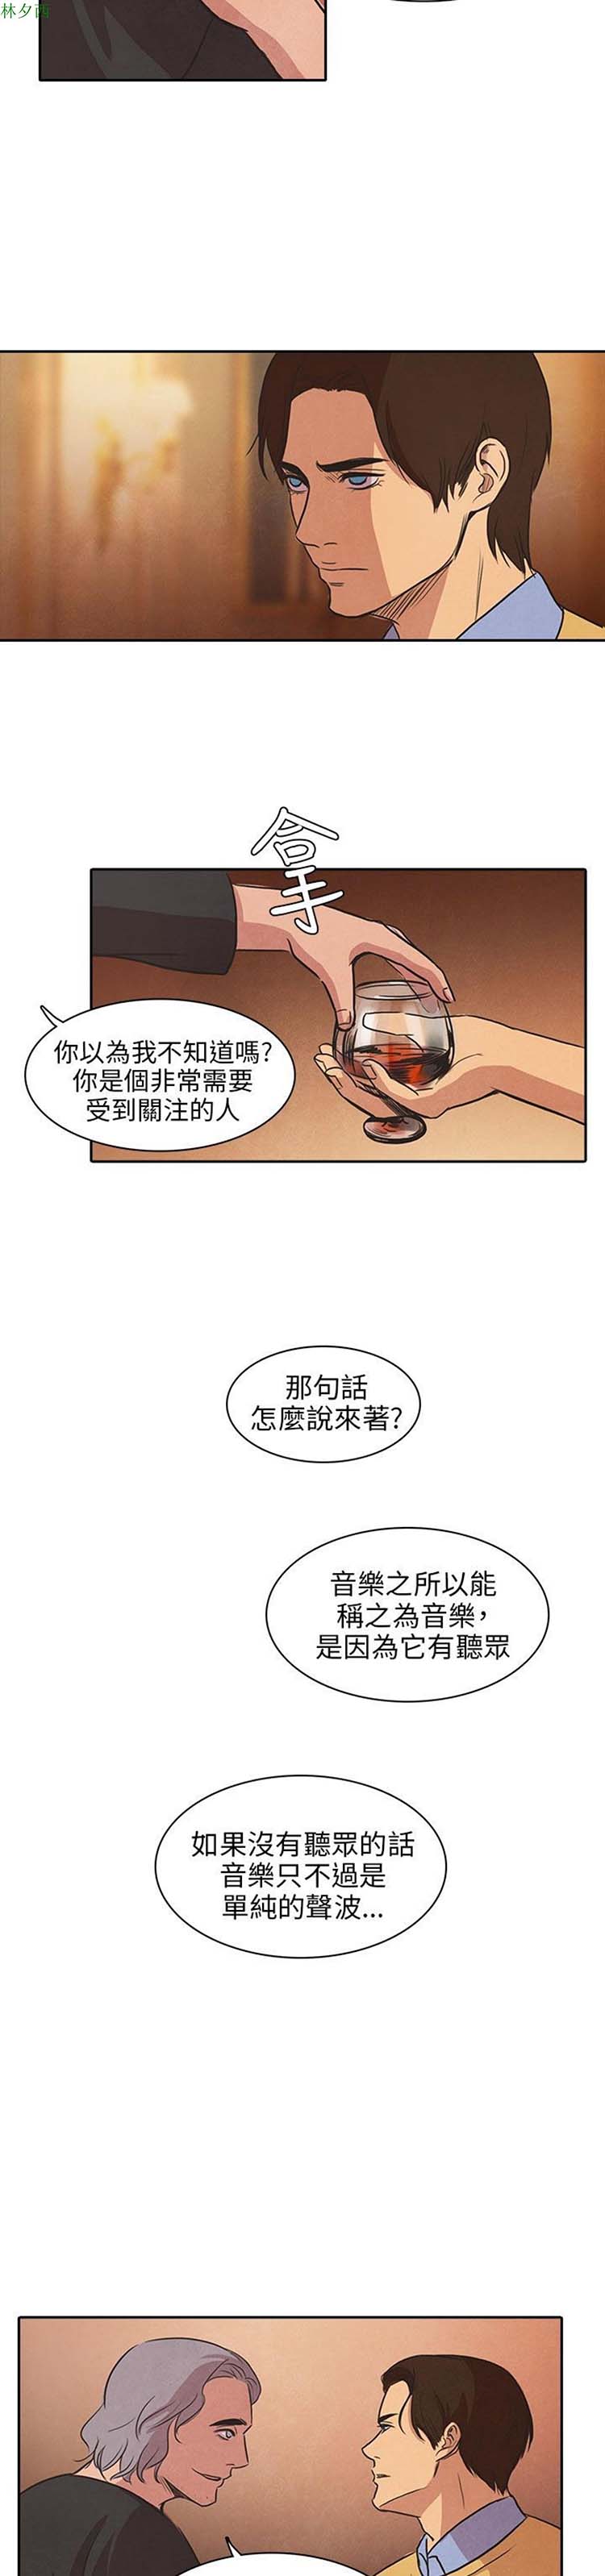 林夕西
拿
你以為我不知道嗎?
你是個非常需要
受到關注的人
那句話
怎麼說來著?
音樂之所以能
稱之為音樂,
是因為它有聽眾
如果沒有聽眾的話
音樂只不過是
單純的聲波...